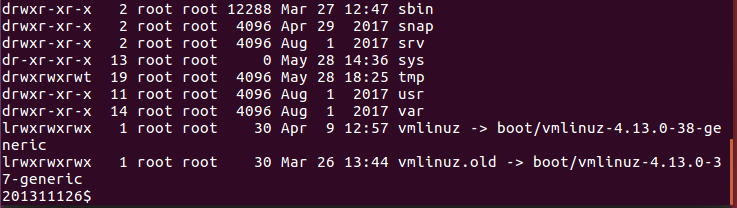 drwxr-xr-x   2 root root 12288 Mar 27 12:47 sbin
drwxr-xr-x   2 root root  4096 Apr 29  2017 snap
drwxr-xr-x   2 root root  4096 Aug  1  2017 srv
dr-xr-xr-x  13 root root     0 May 28 14:36 sys
drwxrwxrwt  19 root root  4096 May 28 18:25 tmp
drwxr-xr-x  11 root root  4096 Aug  1  2017 usr
drwxr-xr-x  14 root root  4096 Aug  1  2017 var
lrwxrwxrwx   1 root root    30 Apr  9 12:57 vmlinuz -> boot/vmlinuz-4.13.0-38-ge
neric
lrwxrwxrwx   1 root root    30 Mar 26 13:44 vmlinuz.old -> boot/vmlinuz-4.13.0-3
7-generic
201311126$